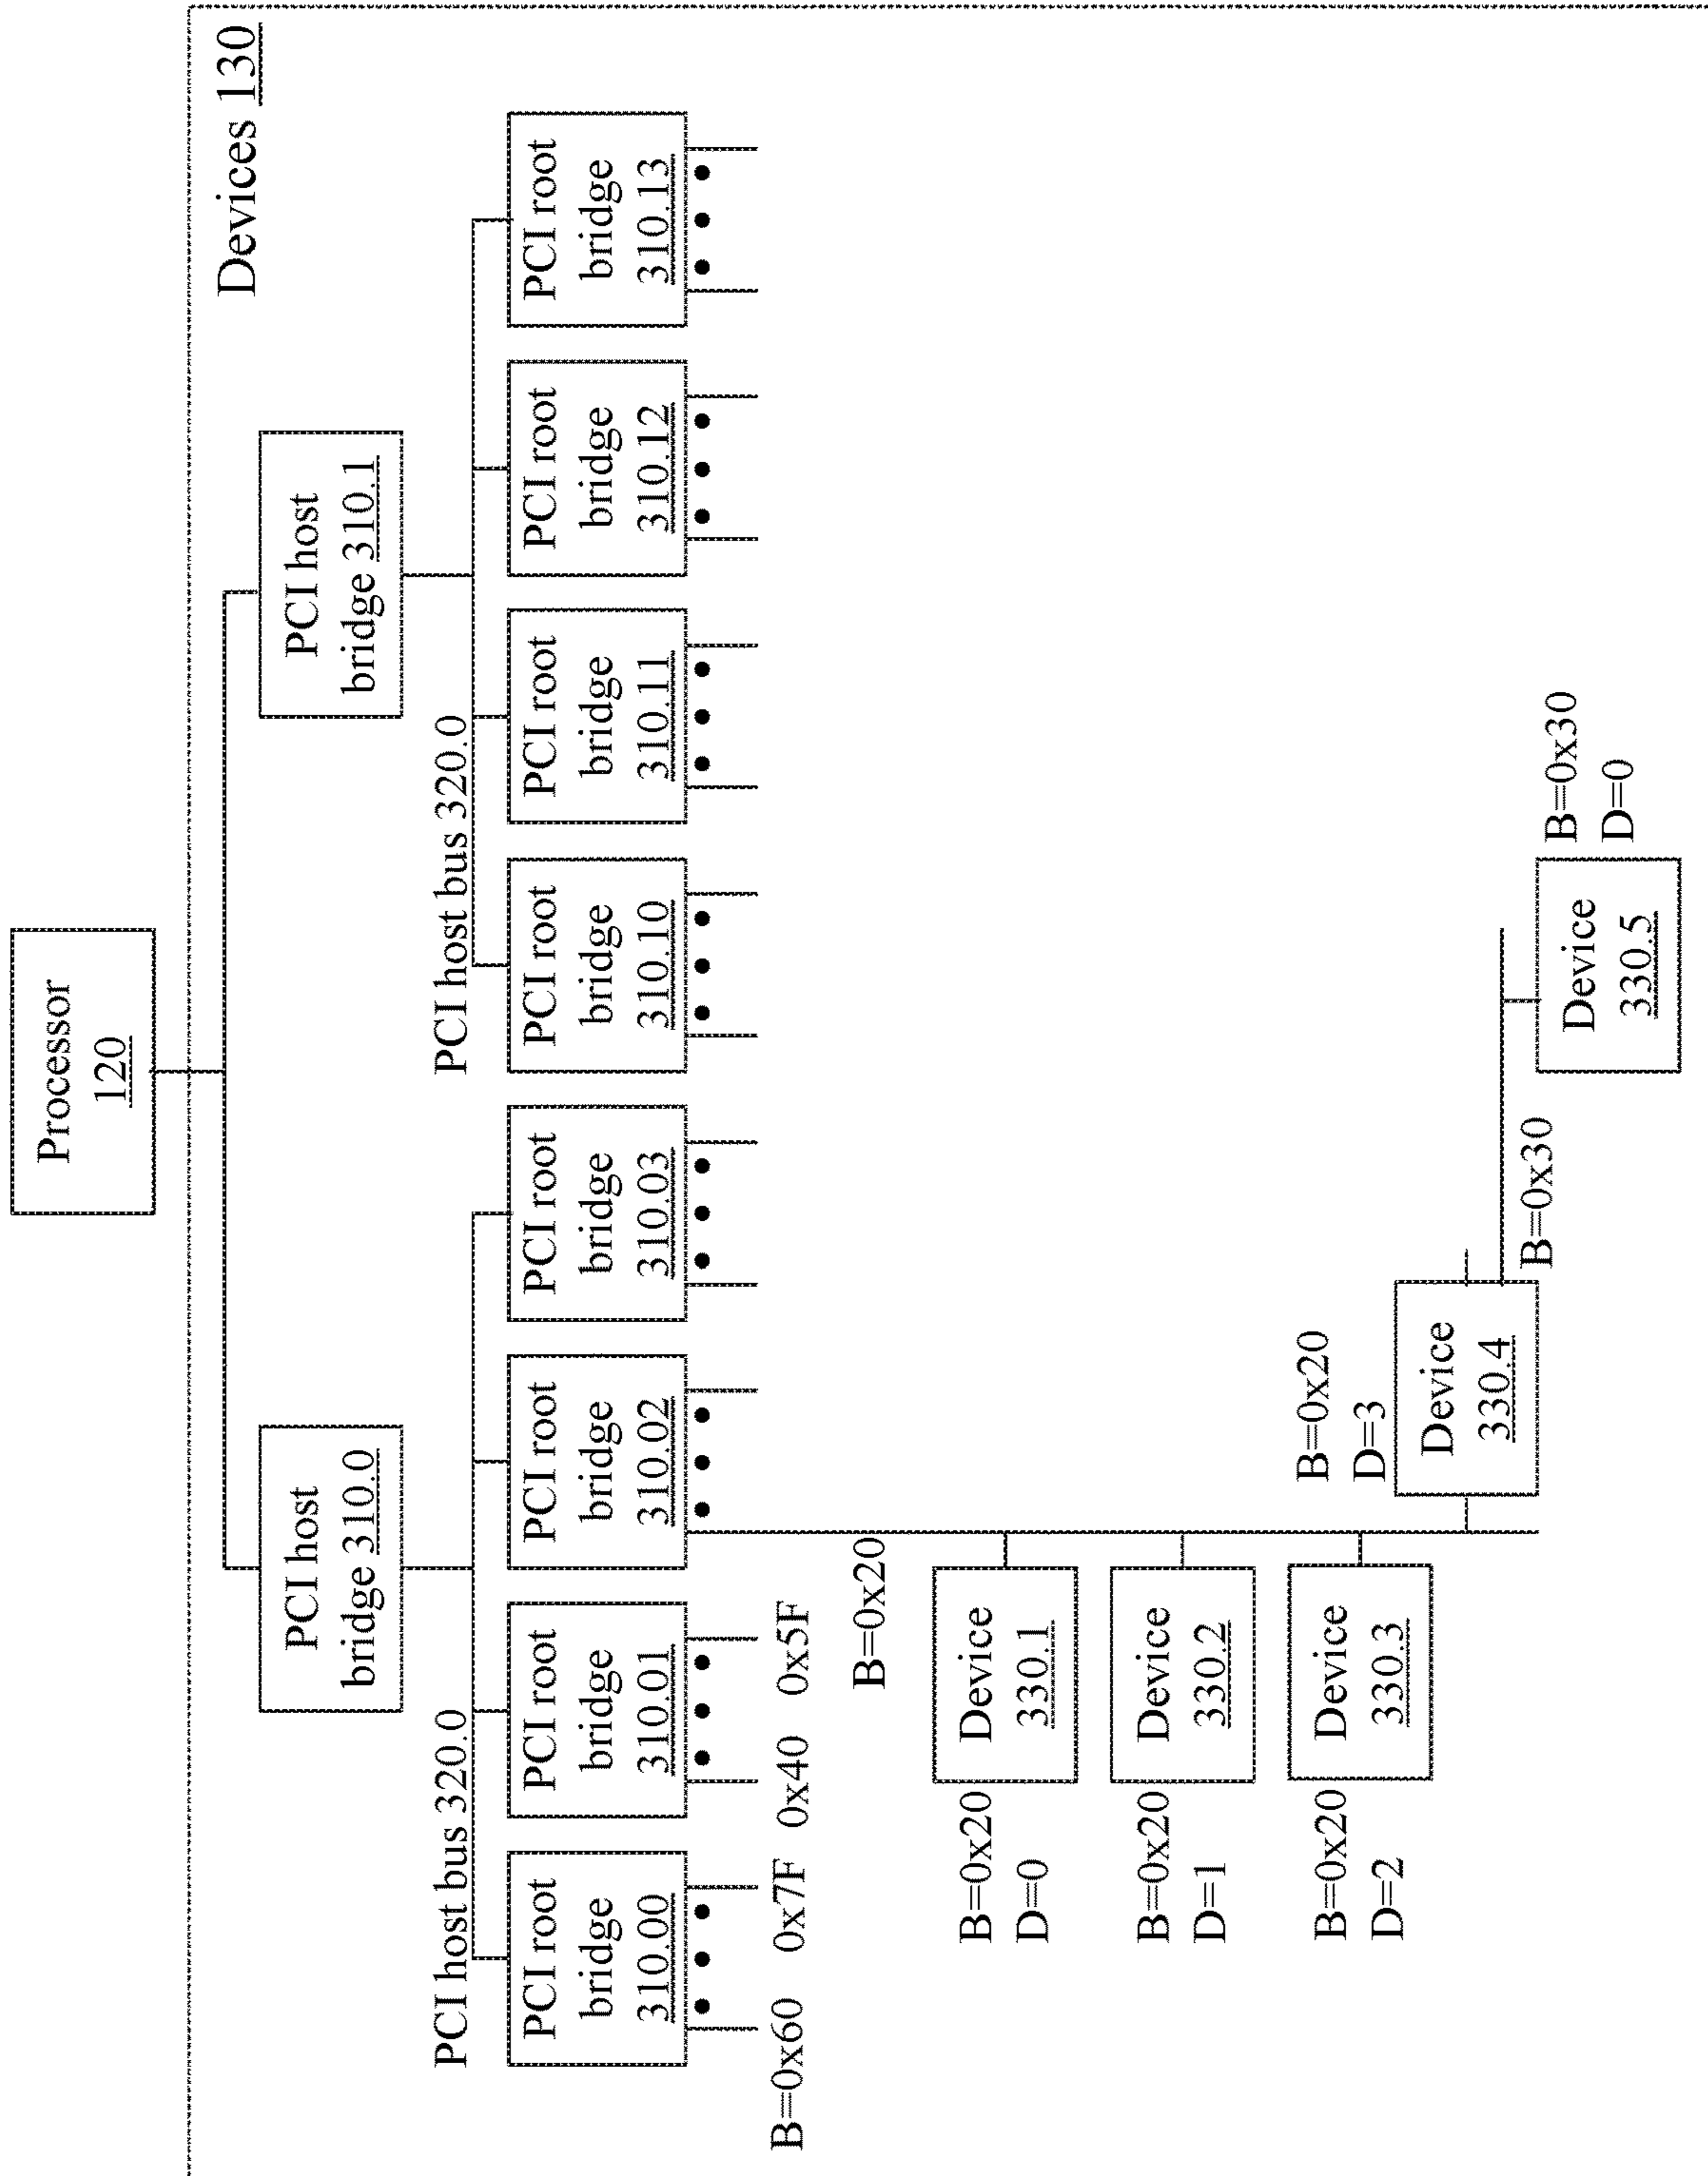 Processor
120
Devices 130
PCI host
bridge 310.0
PCI host
bridge 310.1
PCI host bus 320.0
PCI host bus 320.0
PCI root
bridge
310.00
PCI root
bridge
310.01
PCI root
bridge
310.02
PCI root
bridge
310.03
PCI root
bridge
310.10
PCI root
bridge
310.11
PCI root
bridge
310.12
PCI root
bridge
310.13
B=0x60 0x7F 0x40 0x5F
B=0x20
B=0x20
D=0
Device
330.1
B=0x20
D=1
Device
330.2
B=0x20
D=2
Device
330.3
B=0x20
D=3
Device
330.4
B=0x30
Device
330.5
B=0x30
D=0